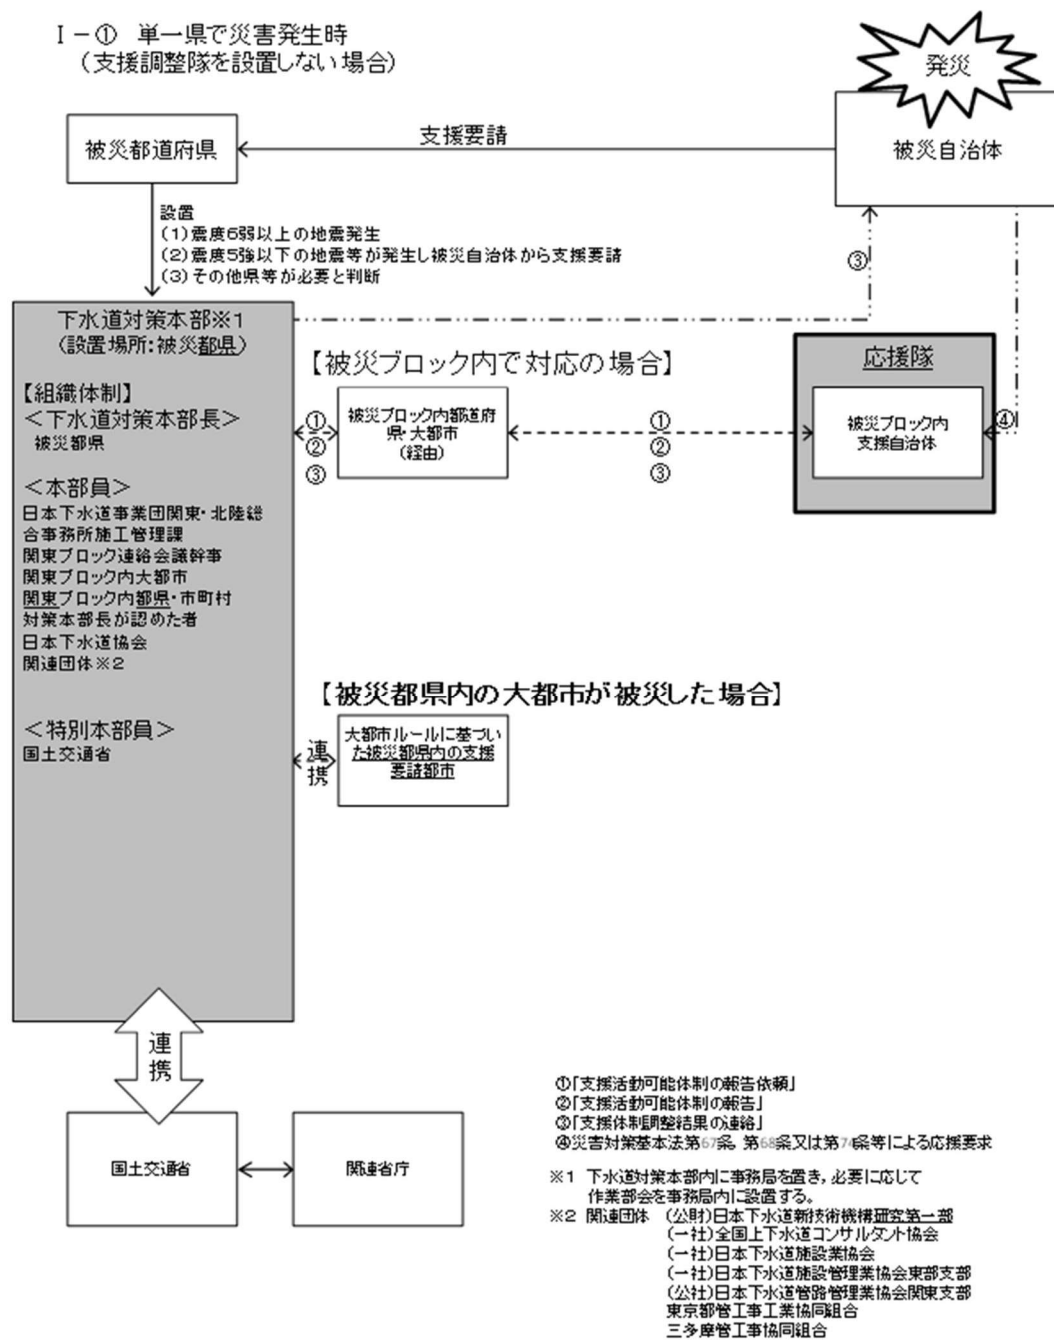 Ⅰ－① 単一県で災害発生時
（支援調整隊を設置しない場合）
発災
被災都道府県
支援要請
被災自治体
設置
(1)震度6弱以上の地震発生
(2)震度5強以下の地震等が発生し被災自治体から支援要請
(3)その他県等が必要と判断
③
下水道対策本部※1
（設置場所：被災都県）
【組織体制】
＜下水道対策本部長＞
被災都県
＜本部員＞
日本下水道事業団関東・北陸総
合事務所施工管理課
関東ブロック連絡会議幹事
関東ブロック内大都市
関東ブロック内都県・市町村
対策本部長が認めた者
日本下水道協会
関連団体※2
＜特別本部員＞
国土交通省
【被災ブロック内で対応の場合】
①
②
③
被災ブロック内都道府
県・大都市
（経由）
①
②
③
応援隊
被災ブロック内
支援自治体
④
【被災都県内の大都市が被災した場合】
連
携
大都市ルールに基づい
た被災都県内の支援
要請都市
連
携
国土交通省
関連省庁
①「支援活動可能体制の報告依頼」
②「支援活動可能体制の報告」
③「支援体制調整結果の連絡」
④災害対策基本法第67条，第68条又は第74条等による応援要求
※1 下水道対策本部内に事務局を置き，必要に応じて
作業部会を事務局内に設置する。
※2 関連団体 (公財)日本下水道新技術機構研究第一部
(一社)全国上下水道コンサルタント協会
(一社)日本下水道施設業協会
(一社)日本下水道施設管理業協会東部支部
(公社)日本下水道管路管理業協会関東支部
東京都管工事工業協同組合
三多摩管工事協同組合